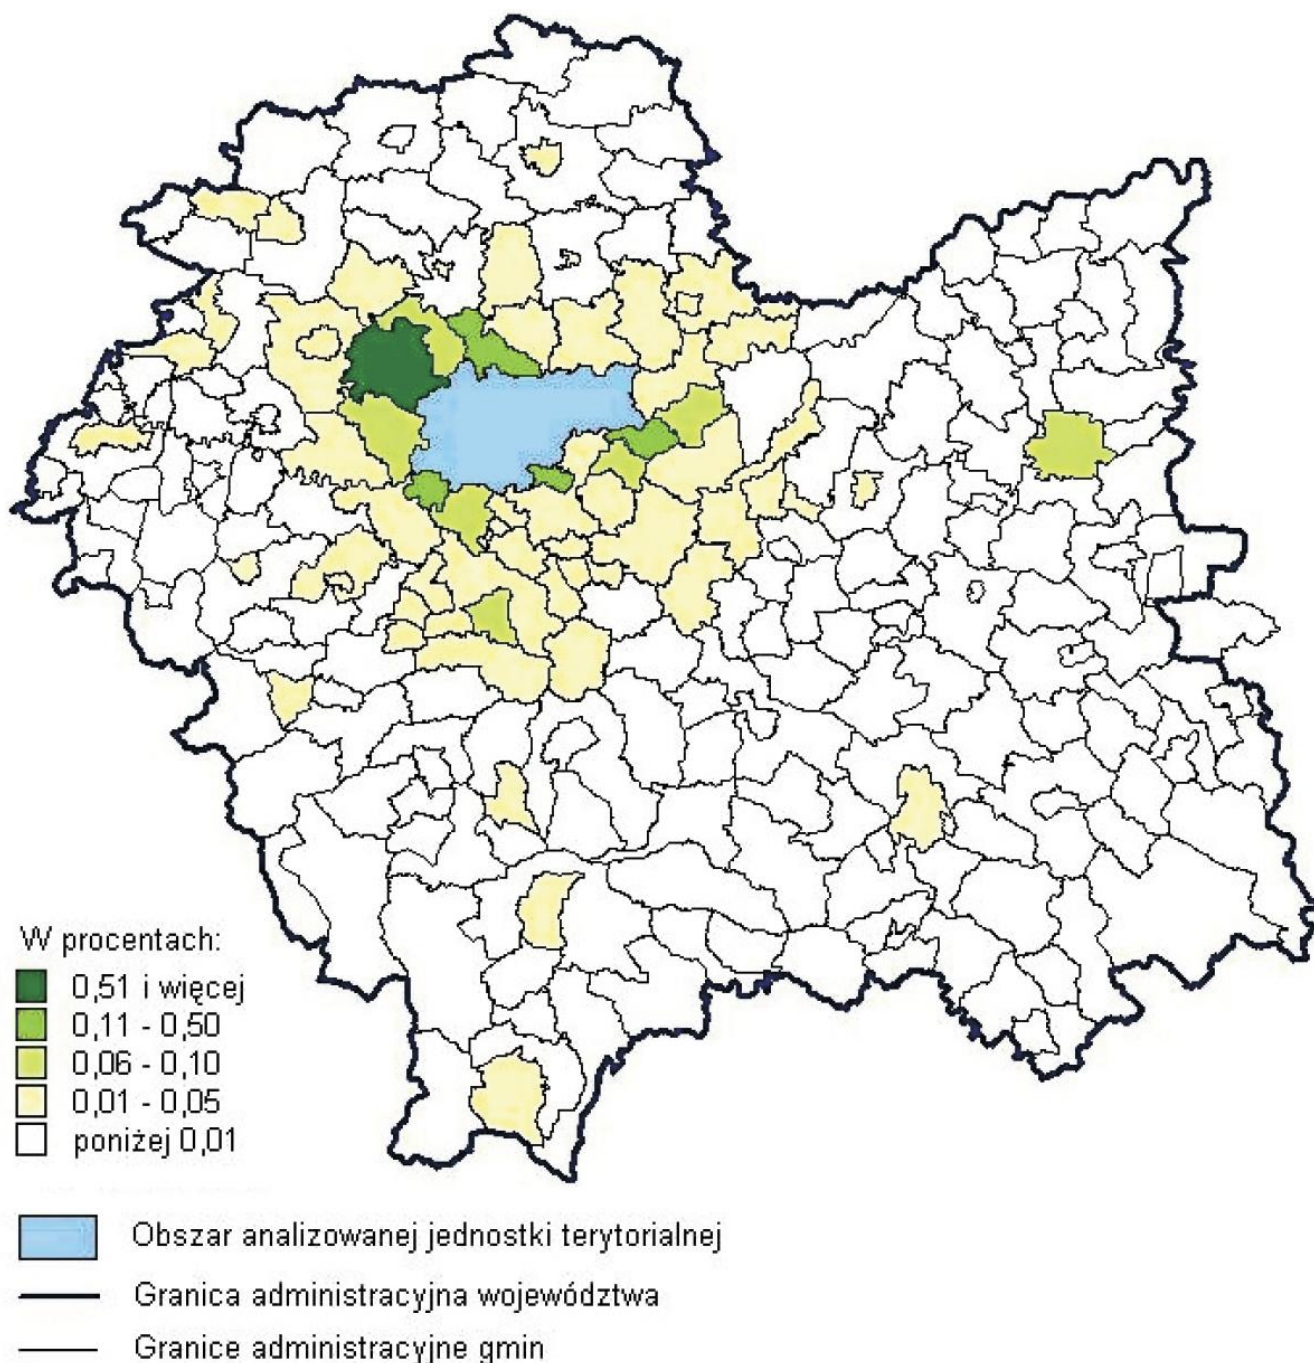 W procentach:
0,51 i więcej
0,11 - 0,50
0,06 - 0,10
0,01 - 0,05
poniżej 0,01
Obszar analizowanej jednostki terytorialnej
Granica administracyjna województwa
Granice administracyjne gmin